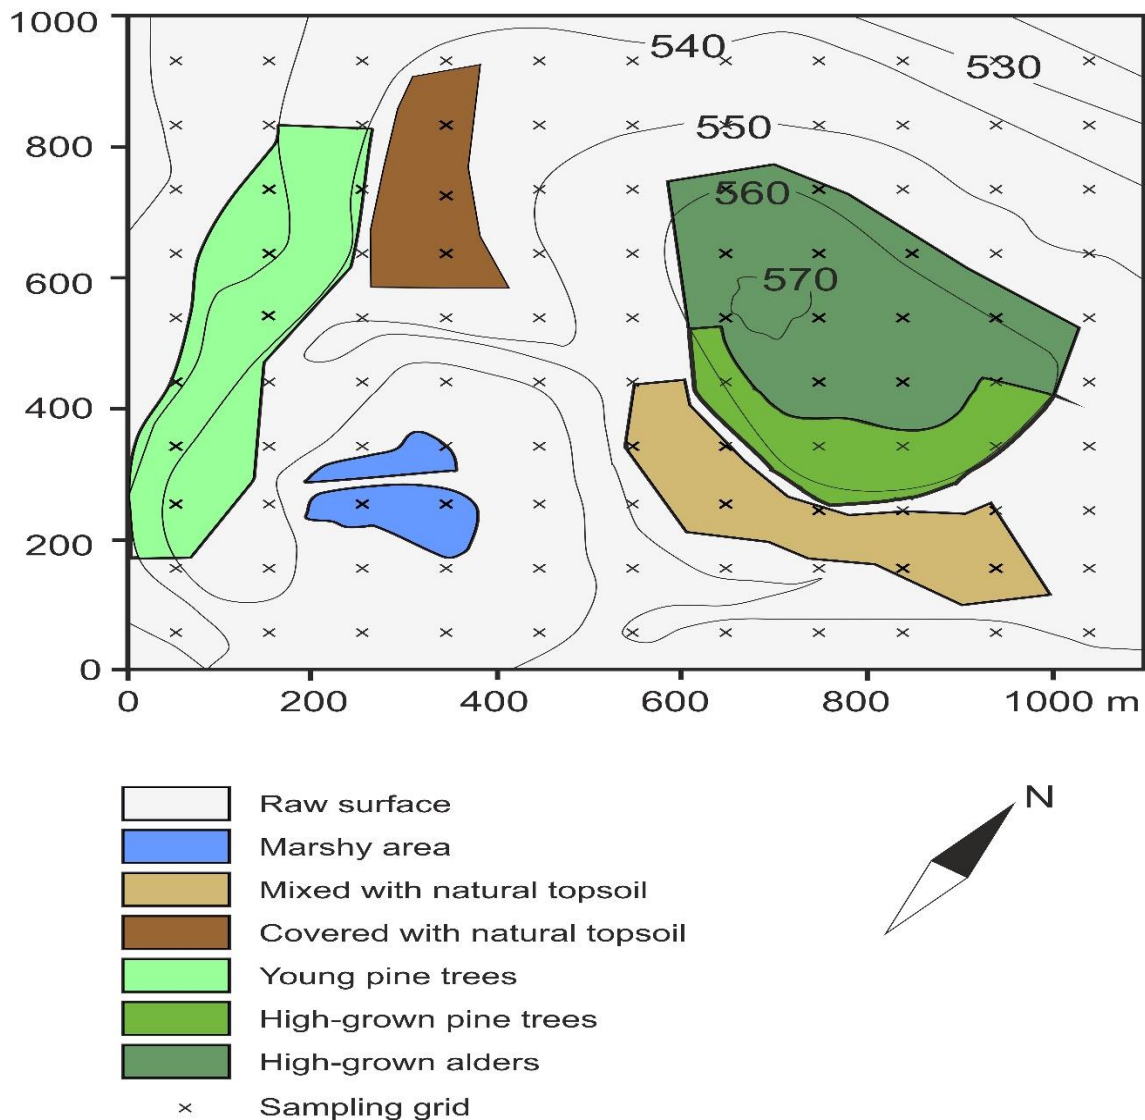 1000
540
530
550
800
560
570
600
400
200
0
0 200 400 600 800 1000 m
N
Raw surface
Marshy area
Mixed with natural topsoil
Covered with natural topsoil
Young pine trees
High-grown pine trees
High-grown alders
Sampling grid